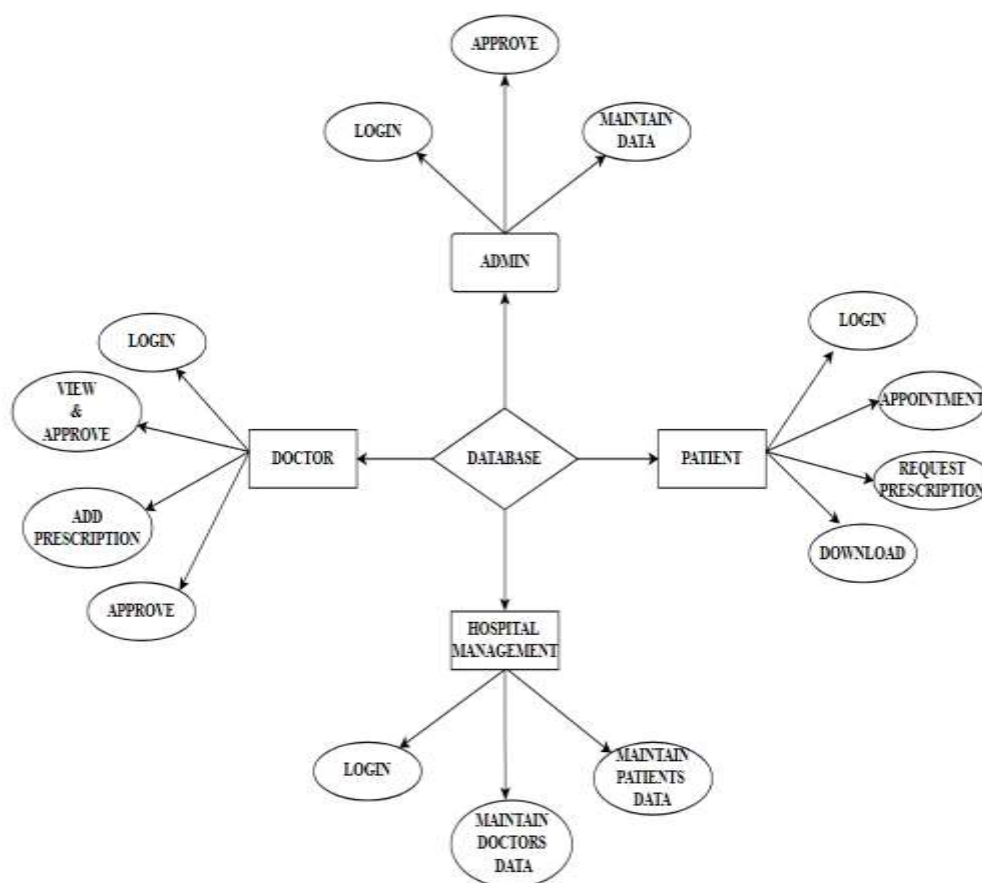 APPROVE
LOGIN
MAINTAIN
DATA
ADMIN
LOGIN
VIEW
&
APPROVE
DOCTOR
ADD
PRESCRIPTION
APPROVE
DATABASE
PATIENT
LOGIN
APPOINTMENT
REQUEST
PRESCRIPTION
DOWNLOAD
HOSPITAL
MANAGEMENT
LOGIN
MAINTAIN
DOCTORS
DATA
MAINTAIN
PATIENTS
DATA